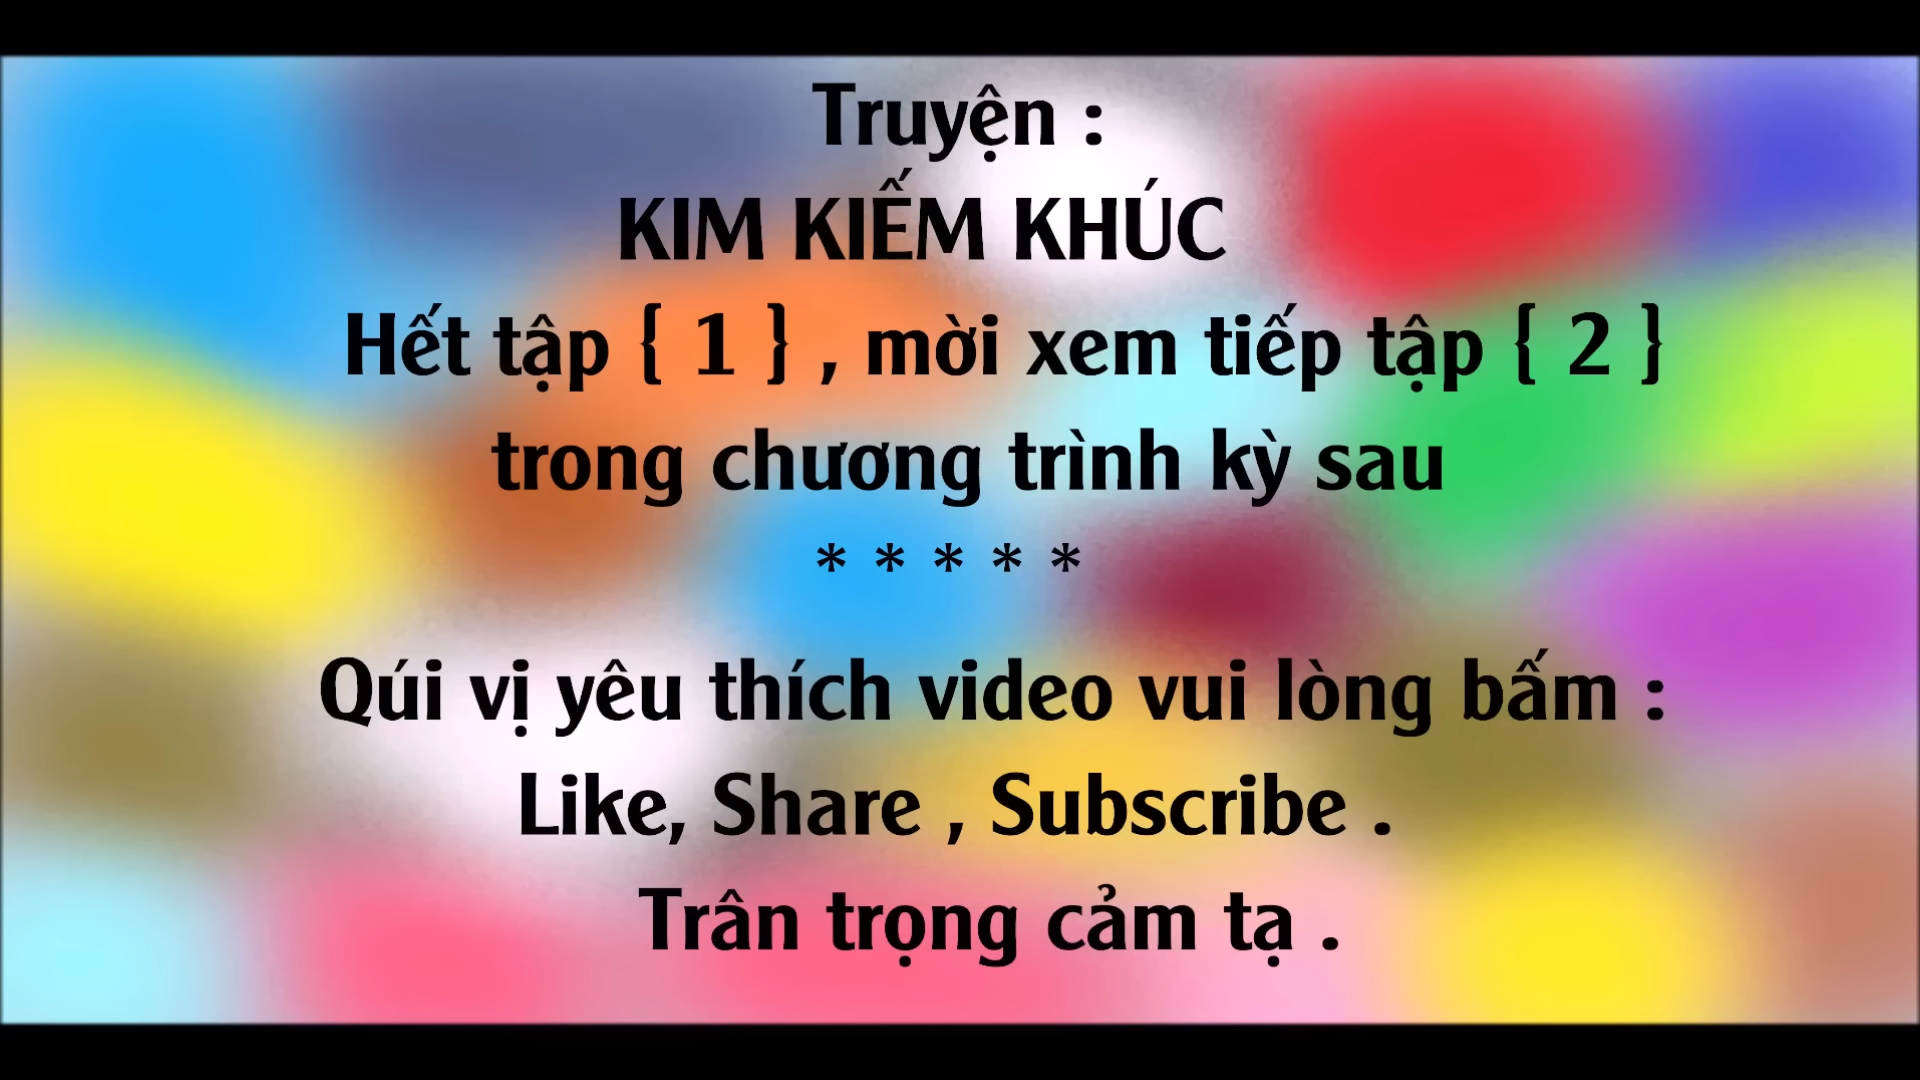 Truyện :
KIM KIẾM KHÚC
Hết tập { 1 } , mời xem tiếp tập { 2 }
trong chương trình kỳ sau
* * * * *
Qúi vị yêu thích video vui lòng bấm :
Like, Share , Subscribe .
Trân trọng cảm tạ .